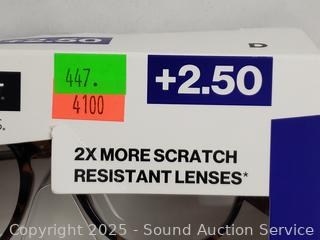 +2.50
D
447.
4100
+2.50
S.
2X MORE SCRATCH
RESISTANT LENSES*
Copyright © 2025 - Sound Auction Service